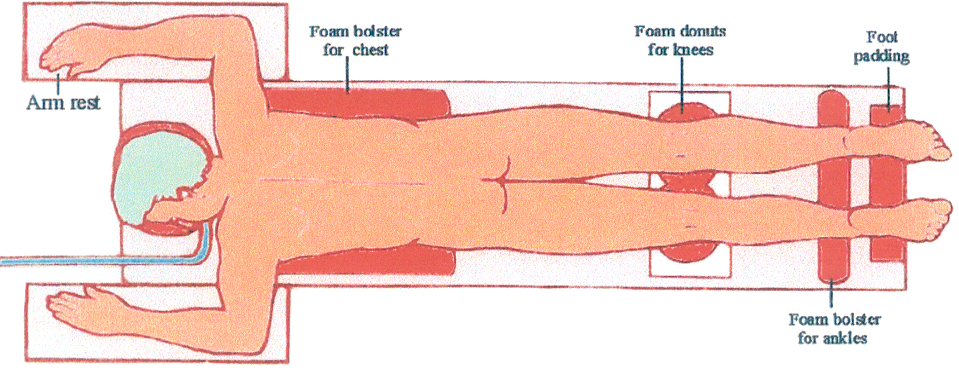 Foam bolster
for chest
Foam donuts
for knees
Foot
padding
Arm rest
Foam bolster
for ankles